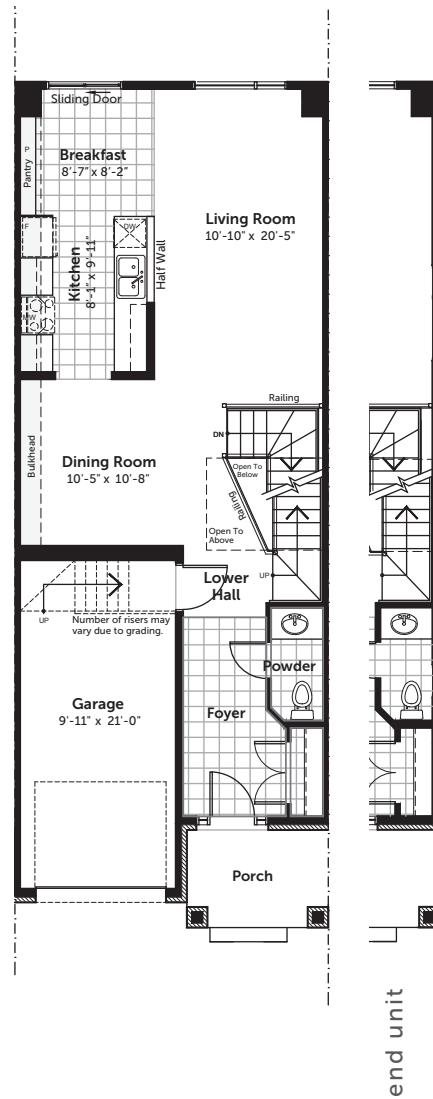 Sliding Door
P
Pantry
Breakfast
8'-7" x 8'-2"
Living Room
10'-10" x 20'-5"
F
DW
Kitchen
8'-1" x 9'-11"
Half Wall
MW
Railing
DN
Bulkhead
Dining Room
10'-5" x 10'-8"
Open To
Below
Railing
Open To
Above
UP
Lower
Hall
UP
Number of risers may
vary due to grading.
Powder
Garage
9'-11" x 21'-0"
Foyer
Porch
end unit